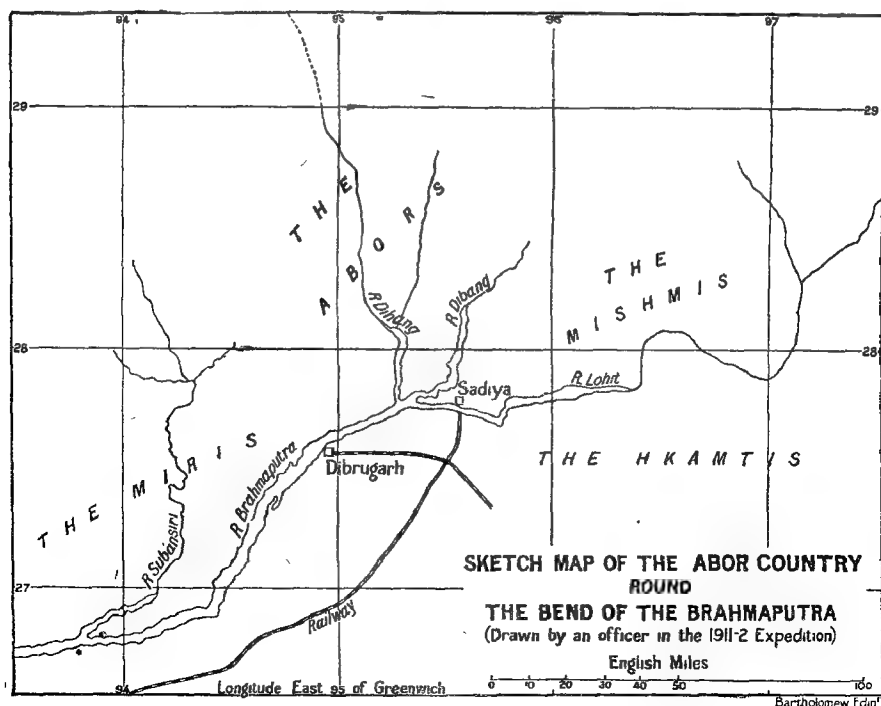 94 95 96 97
29 29
THE
ABORS
R Dihang
R Dibang
THE
MISHMIS
28 28
Sadiya
R. Lohit
THE MIRIS
R Brahmaputra
Dibrugarh
THE HKAMTIS
R. Subansiri
27
Railway
SKETCH MAP OF THE ABOR COUNTRY
ROUND
THE BEND OF THE BRAHMAPUTRA
(Drawn by an officer in the 1911-2 Expedition)
English Miles
0 10 20 30 40 50 100
94 Longitude East 95 of Greenwich
Bartholomew Edinr